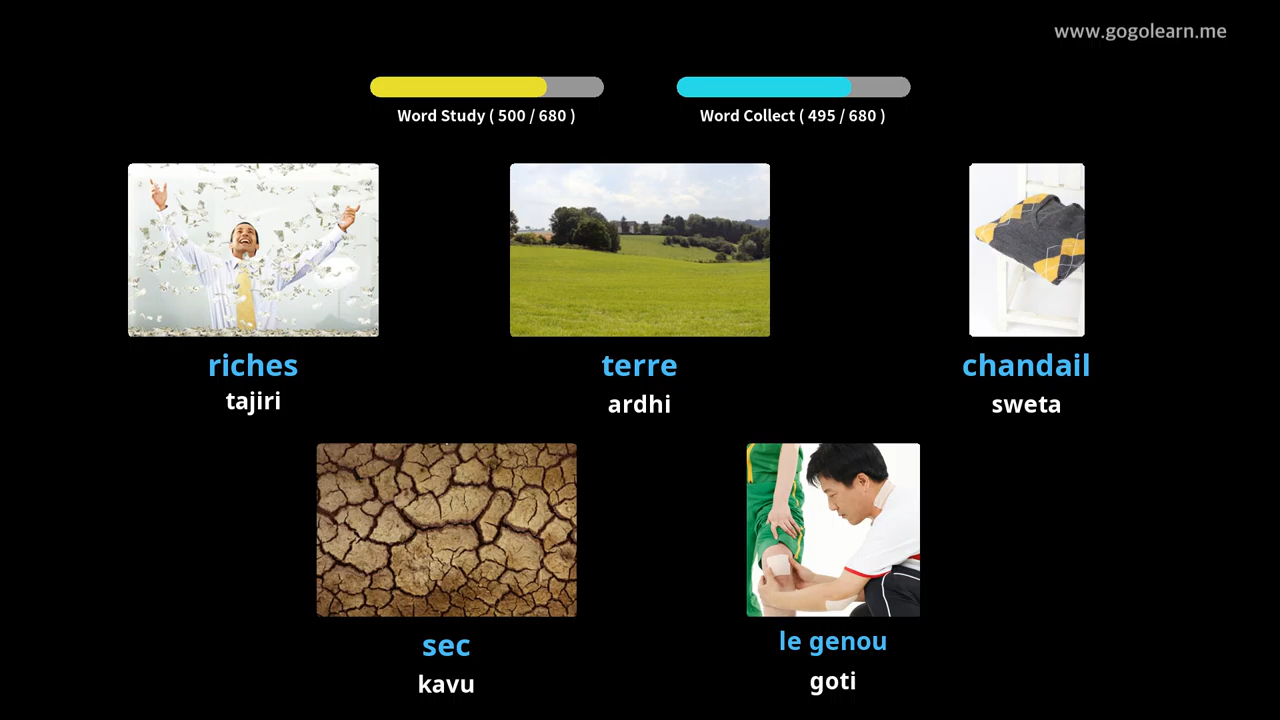 www.gogolearn.me
Word Study ( 500 / 680 )
Word Collect ( 495 / 680 )
riches
tajiri
terre
ardhi
chandail
sweta
sec
kavu
le genou
goti